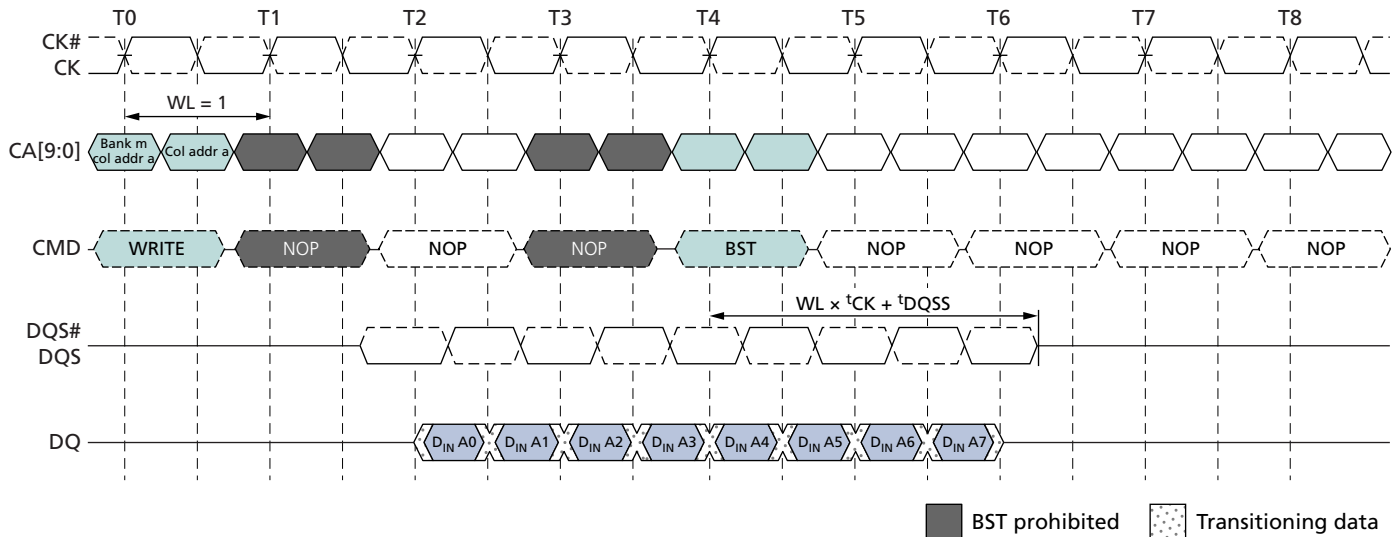 T0 T1 T2 T3 T4 T5 T6 T7 T8
CK#
CK
WL = 1
CA[9:0] Bank m col addr a Col addr a
CMD WRITE NOP NOP NOP BST NOP NOP NOP NOP
WL × tCK + tDQSS
DQS#
DQS
DQ DIN A0 DIN A1 DIN A2 DIN A3 DIN A4 DIN A5 DIN A6 DIN A7
BST prohibited Transitioning data